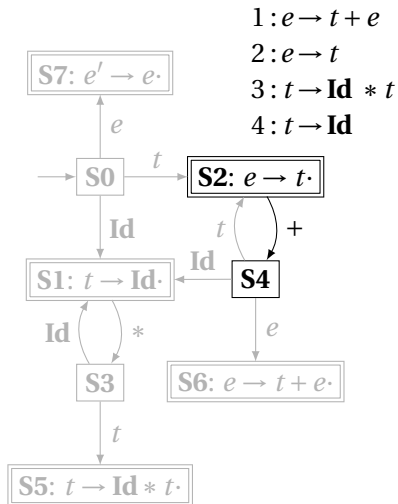 1 : e → t + e
2 : e → t
3 : t → Id * t
4 : t → Id
S7: e′ → e·
e
S0
t
S2: e → t·
Id
t
+
S1: t → Id·
Id
S4
Id
*
e
S3
S6: e → t + e·
t
S5: t → Id * t·